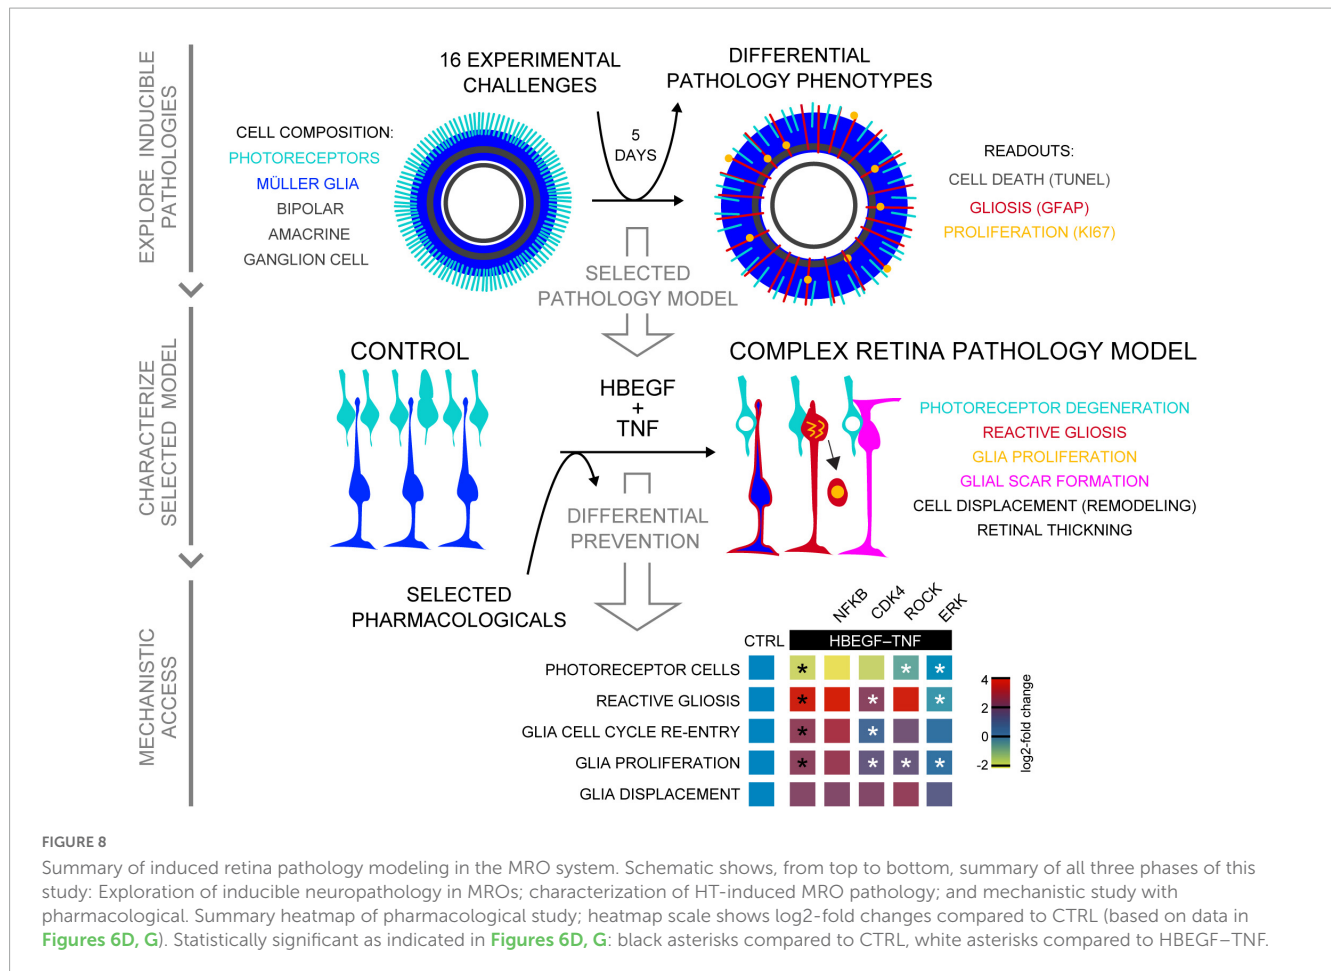 EXPLORE INDUCIBLE
PATHOLOGIES
16 EXPERIMENTAL
CHALLENGES
DIFFERENTIAL
PATHOLOGY PHENOTYPES
5
DAYS
CELL COMPOSITION:
PHOTORECEPTORS
MÜLLER GLIA
BIPOLAR
AMACRINE
GANGLION CELL
READOUTS:
CELL DEATH (TUNEL)
GLIOSIS (GFAP)
PROLIFERATION (KI67)
SELECTED
PATHOLOGY MODEL
CHARACTERIZE
SELECTED MODEL
CONTROL
HBEGF
+
TNF
COMPLEX RETINA PATHOLOGY MODEL
PHOTORECEPTOR DEGENERATION
REACTIVE GLIOSIS
GLIA PROLIFERATION
GLIAL SCAR FORMATION
CELL DISPLACEMENT (REMODELING)
RETINAL THICKNING
DIFFERENTIAL
PREVENTION
SELECTED
PHARMACOLOGICALS
MECHANISTIC
ACCESS
NFKB
CDK4
ROCK
ERK
CTRL
HBEGF–TNF
PHOTORECEPTOR CELLS
* * *
REACTIVE GLIOSIS
* * *
GLIA CELL CYCLE RE-ENTRY
* *
GLIA PROLIFERATION
* * * *
GLIA DISPLACEMENT
4
2
0
-2
log2-fold change
FIGURE 8
Summary of induced retina pathology modeling in the MRO system. Schematic shows, from top to bottom, summary of all three phases of this
study: Exploration of inducible neuropathology in MROs; characterization of HT-induced MRO pathology; and mechanistic study with
pharmacological. Summary heatmap of pharmacological study; heatmap scale shows log2-fold changes compared to CTRL (based on data in
Figures 6D, G). Statistically significant as indicated in Figures 6D, G: black asterisks compared to CTRL, white asterisks compared to HBEGF–TNF.